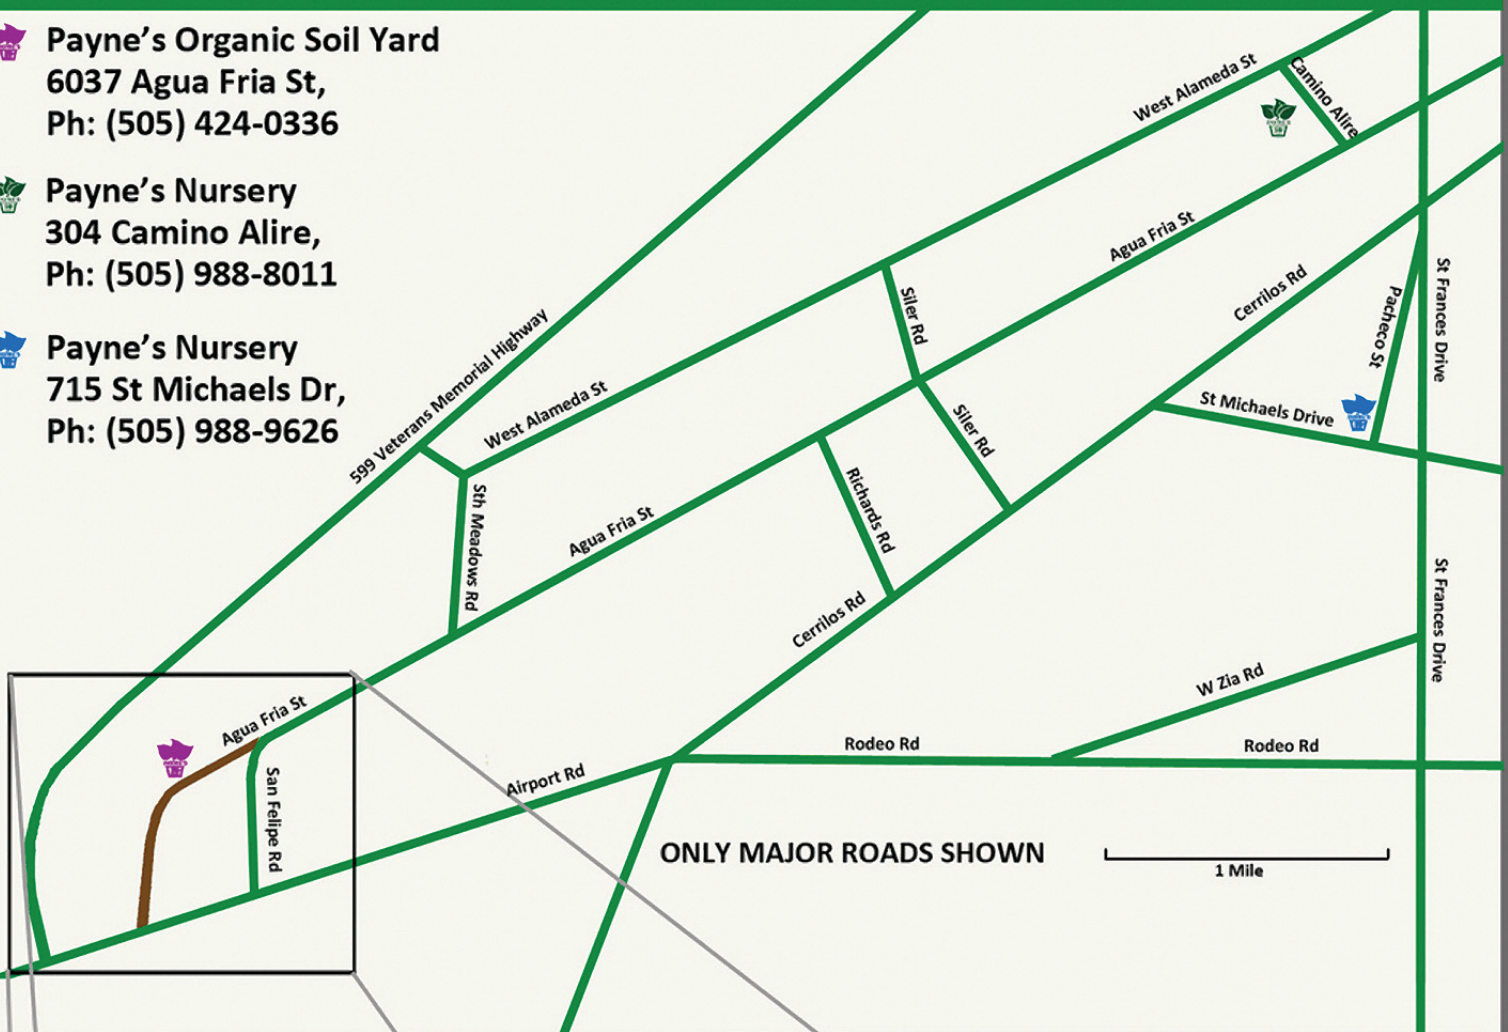 Payne's Organic Soil Yard
6037 Agua Fria St,
Ph: (505) 424-0336
Payne's Nursery
304 Camino Alire,
Ph: (505) 988-8011
Payne's Nursery
715 St Michaels Dr,
Ph: (505) 988-9626
West Alameda St
Camino Alire
Agua Fria St
Siler Rd
Cerrilos Rd
St Frances Drive
Pacheco St
St Michaels Drive
599 Veterans Memorial Highway
West Alameda St
Siler Rd
Sth Meadows Rd
Agua Fria St
Richards Rd
Cerrilos Rd
St Frances Drive
W Zia Rd
Agua Fria St
San Felipe Rd
Airport Rd
Rodeo Rd
Rodeo Rd
ONLY MAJOR ROADS SHOWN
1 Mile